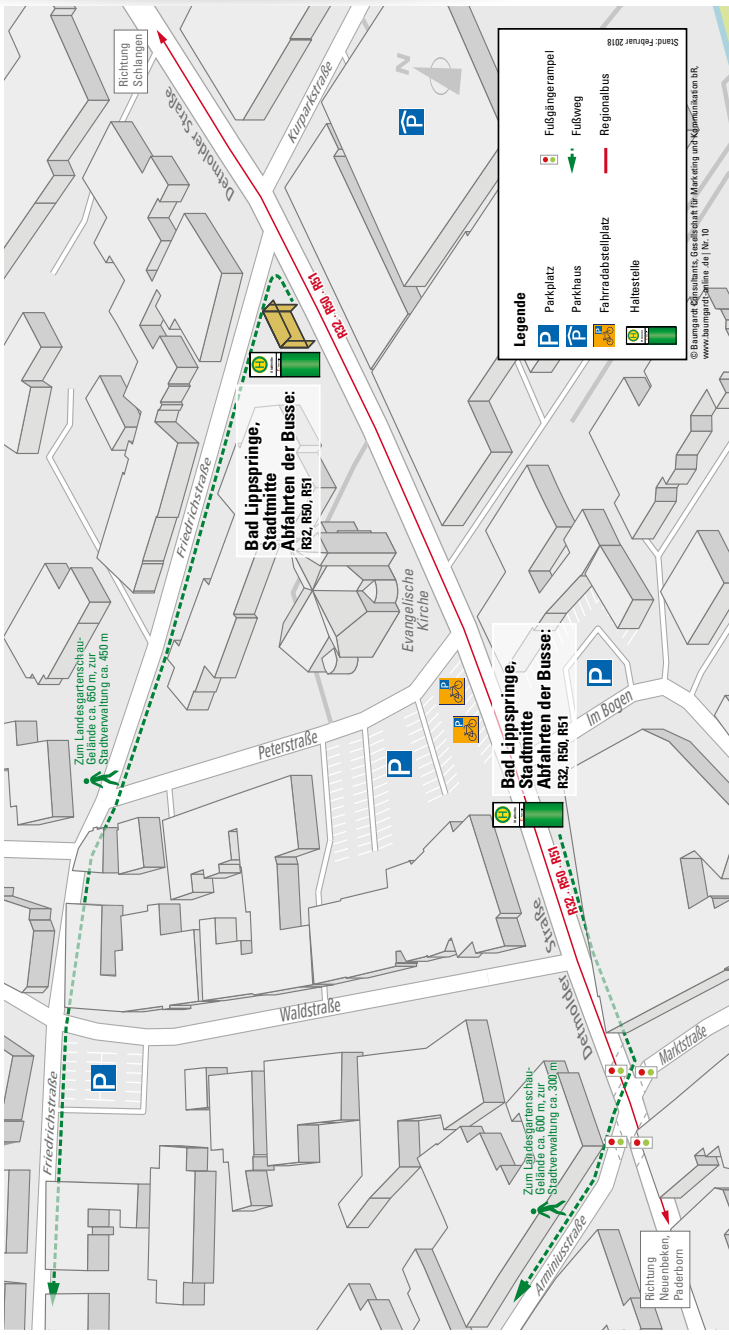 Richtung
Schlangen
Detmolder Straße
Kurparkstraße
N
P
R32 · R50 · R51
Friedrichstraße
H
Bad Lippspringe,
Stadtmitte
Abfahrten der Busse:
R32, R50, R51
Evangelische
Kirche
Zum Landesgartenschau-
Gelände ca. 650 m, zur
Stadtverwaltung ca. 450 m
Peterstraße
P
P
P
H
Bad Lippspringe,
Stadtmitte
Abfahrten der Busse:
R32, R50, R51
P
Im Bogen
R32 · R50 · R51
Detmolder Straße
Waldstraße
P
Friedrichstraße
Marktstraße
Zum Landesgartenschau-
Gelände ca. 600 m, zur
Stadtverwaltung ca. 300 m
Arminiusstraße
Richtung
Neuenbeken,
Paderborn
Legende
P Parkplatz
P Parkhaus
P Fahrradabstellplatz
H Haltestelle
Fußgängerampel
Fußweg
Regionalbus
Stand: Februar 2018
© Baumgardt Consultants, Gesellschaft für Marketing und Kommunikation bR,
www.baumgardt-online.de | Nr. 10